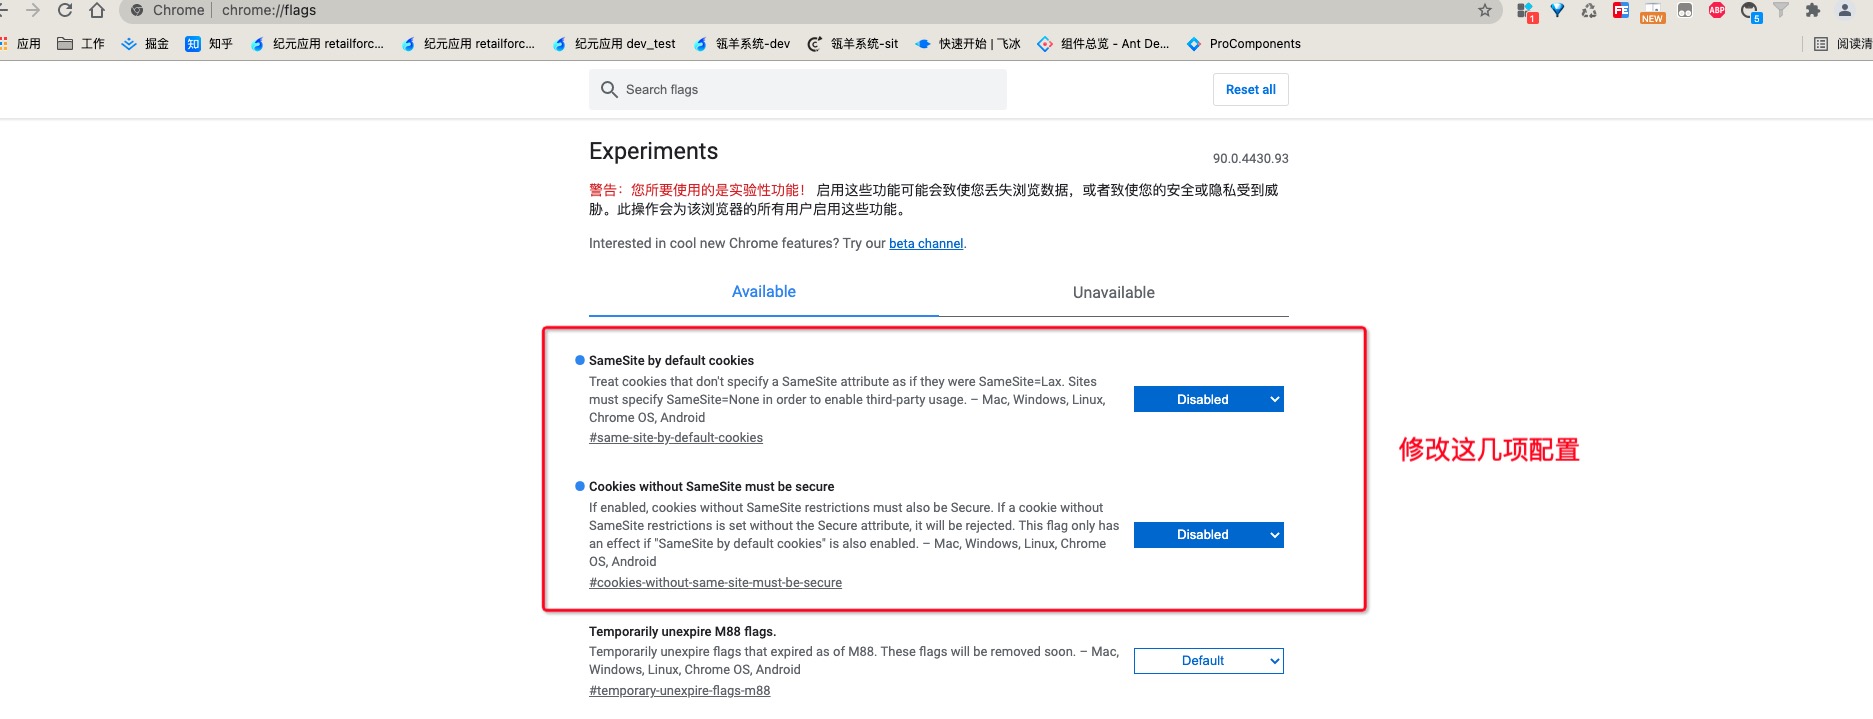 Chrome | chrome://flags
1
FE
NEW
ABP
5
应用 工作 掘金 知 知乎 纪元应用 retailforc... 纪元应用 retailforc... 纪元应用 dev_test 瓴羊系统-dev 瓴羊系统-sit 快速开始 | 飞冰 组件总览 - Ant De... ProComponents 阅读清
Search flags
Reset all
Experiments
90.0.4430.93
警告：您所要使用的是实验性功能！ 启用这些功能可能会致使您丢失浏览数据，或者致使您的安全或隐私受到威
胁。此操作会为该浏览器的所有用户启用这些功能。
Interested in cool new Chrome features? Try our beta channel.
Available
Unavailable
SameSite by default cookies
Treat cookies that don't specify a SameSite attribute as if they were SameSite=Lax. Sites
must specify SameSite=None in order to enable third-party usage. – Mac, Windows, Linux,
Chrome OS, Android
#same-site-by-default-cookies
Disabled
修改这几项配置
Cookies without SameSite must be secure
If enabled, cookies without SameSite restrictions must also be Secure. If a cookie without
SameSite restrictions is set without the Secure attribute, it will be rejected. This flag only has
an effect if "SameSite by default cookies" is also enabled. – Mac, Windows, Linux, Chrome
OS, Android
#cookies-without-same-site-must-be-secure
Disabled
Temporarily unexpire M88 flags.
Temporarily unexpire flags that expired as of M88. These flags will be removed soon. – Mac,
Windows, Linux, Chrome OS, Android
#temporary-unexpire-flags-m88
Default